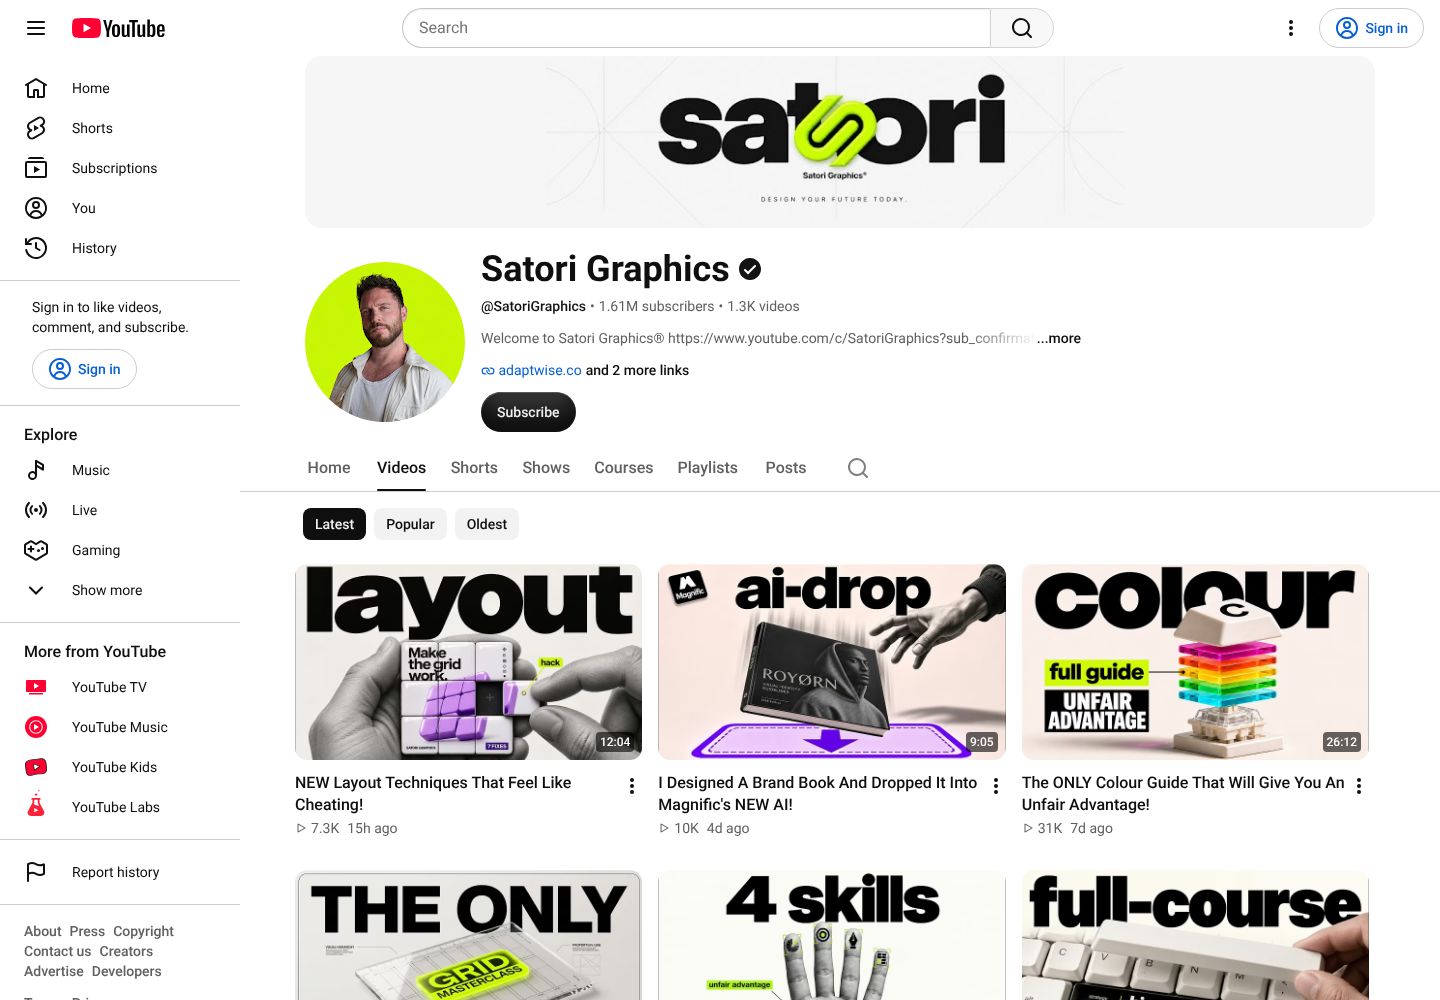 YouTube
Search
Sign in
Home
Shorts
Subscriptions
You
History
Sign in to like videos,
comment, and subscribe.
Sign in
Explore
Music
Live
Gaming
Show more
More from YouTube
YouTube TV
YouTube Music
YouTube Kids
YouTube Labs
Report history
About Press Copyright
Contact us Creators
Advertise Developers
satori
Satori Graphics®
DESIGN YOUR FUTURE TODAY.
Satori Graphics
@SatoriGraphics • 1.61M subscribers • 1.3K videos
Welcome to Satori Graphics® https://www.youtube.com/c/SatoriGraphics?sub_confirmat ...more
adaptwise.co and 2 more links
Subscribe
Home Videos Shorts Shows Courses Playlists Posts
Latest Popular Oldest
layout
Make
the grid
work.
hack
SATORI GRAPHICS
7 FIXES
12:04
NEW Layout Techniques That Feel Like
Cheating!
7.3K 15h ago
Magnific
ai-drop
ROYØRN
9:05
I Designed A Brand Book And Dropped It Into
Magnific's NEW AI!
10K 4d ago
colour
C
full guide
UNFAIR
ADVANTAGE
26:12
The ONLY Colour Guide That Will Give You An
Unfair Advantage!
31K 7d ago
THE ONLY
GRID
MASTERCLASS
4 skills
unfair advantage
full-course
C V B N M